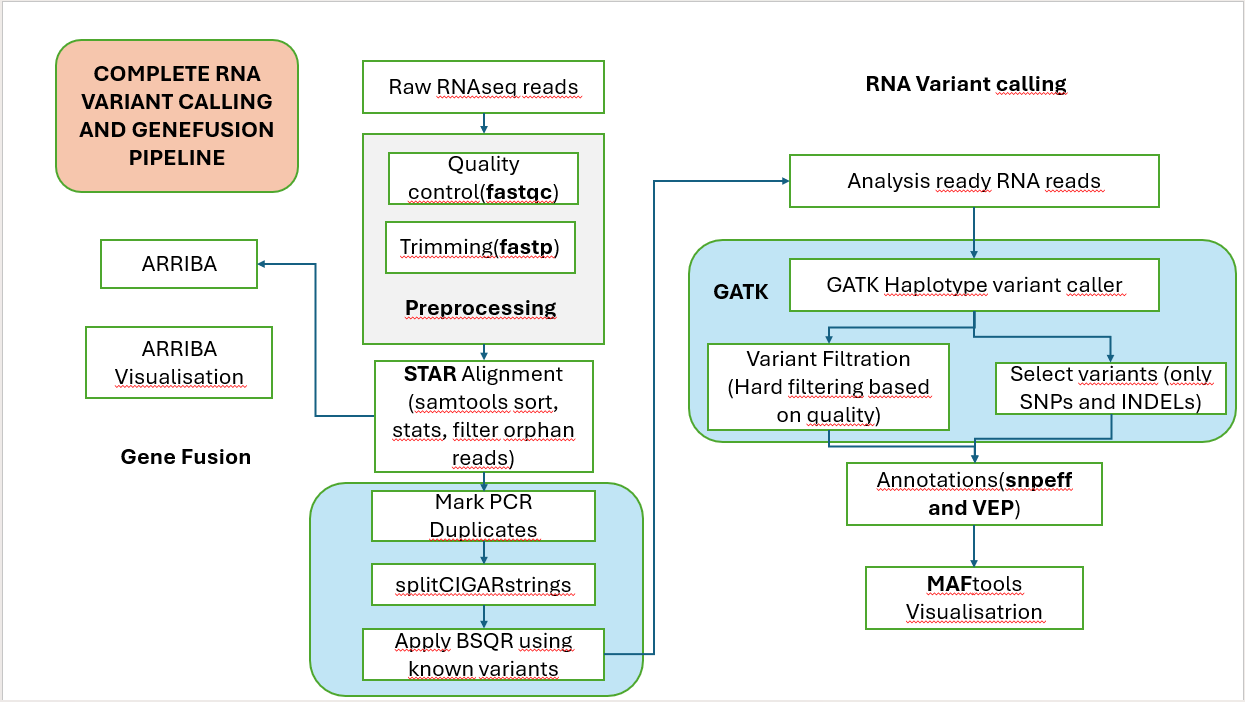 COMPLETE RNA
VARIANT CALLING
AND GENEFUSION
PIPELINE
Raw RNAseq reads
Quality
control(fastqc)
Trimming(fastp)
Preprocessing
ARRIBA
ARRIBA
Visualisation
Gene Fusion
STAR Alignment
(samtools sort,
stats, filter orphan
reads)
Mark PCR
Duplicates
splitCIGARstrings
Apply BSQR using
known variants
RNA Variant calling
Analysis ready RNA reads
GATK
GATK Haplotype variant caller
Variant Filtration
(Hard filtering based
on quality)
Select variants (only
SNPs and INDELs)
Annotations(snpeff
and VEP)
MAFtools
Visualisatrion